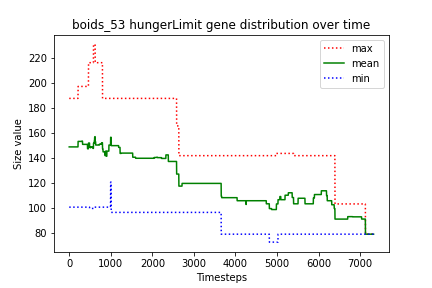 boids_53 hungerLimit gene distribution over time
max
mean
min
Size value
220
200
180
160
140
120
100
80
0 1000 2000 3000 4000 5000 6000 7000
Timesteps